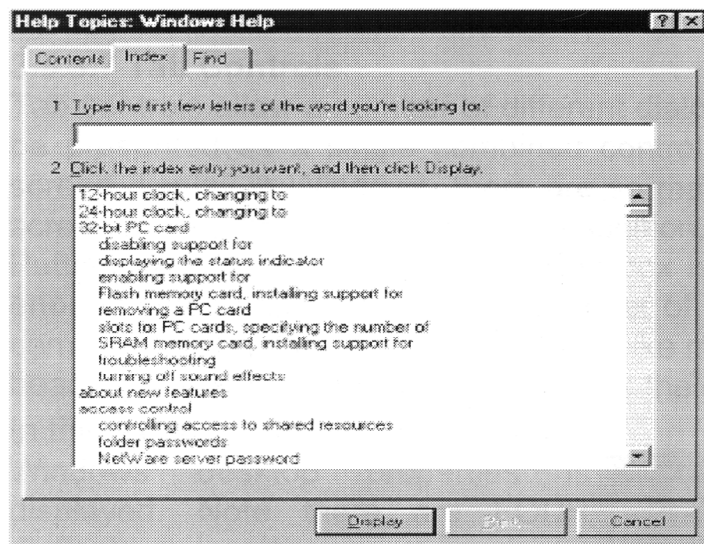 Help Topics: Windows Help
Contents Index Find
1 Type the first few letters of the word you're looking for.
2 Click the index entry you want, and then click Display.
12-hour clock, changing to
24-hour clock, changing to
32-bit PC card
disabling support for
displaying the status indicator
enabling support for
Flash memory card, installing support for
removing a PC card
slots for PC cards, specifying the number of
SRAM memory card, installing support for
troubleshooting
turning off sound effects
about new features
access control
controlling access to shared resources
folder passwords
NetWare server password
Display Print... Cancel